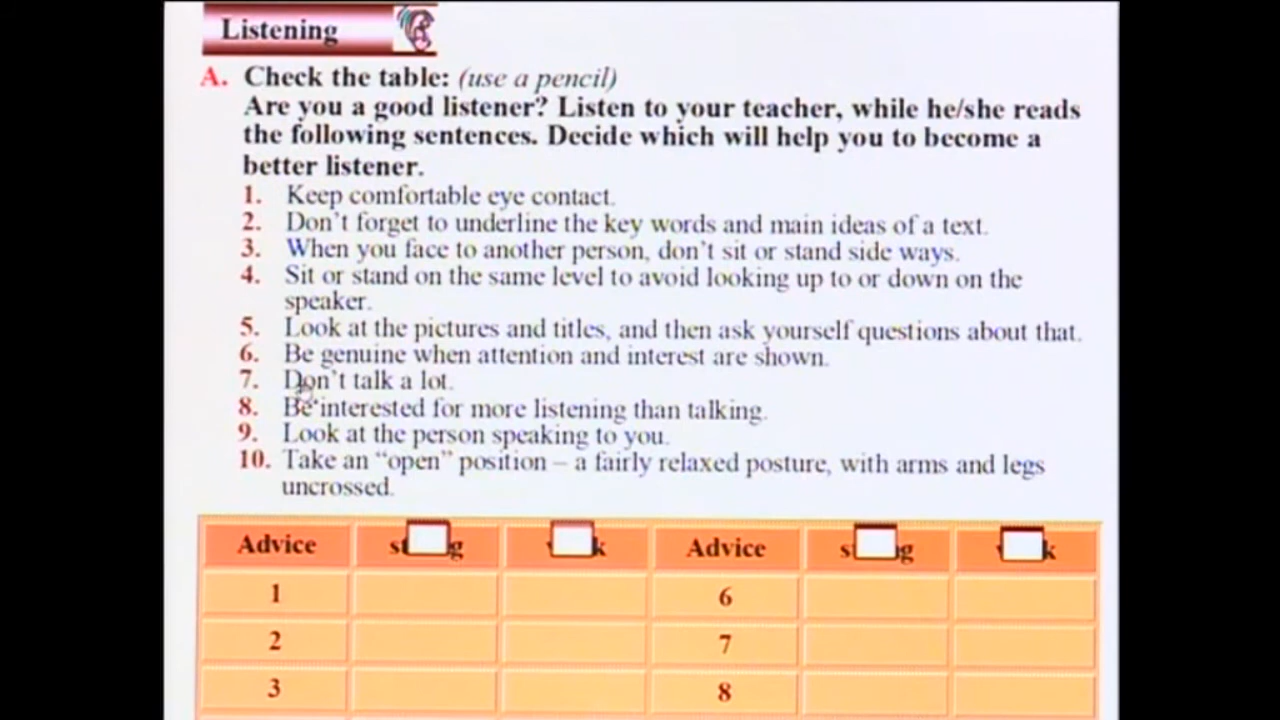 Listening
A. Check the table: (use a pencil)
Are you a good listener? Listen to your teacher, while he/she reads
the following sentences. Decide which will help you to become a
better listener.
1. Keep comfortable eye contact.
2. Don't forget to underline the key words and main ideas of a text.
3. When you face to another person, don't sit or stand side ways.
4. Sit or stand on the same level to avoid looking up to or down on the
speaker.
5. Look at the pictures and titles, and then ask yourself questions about that.
6. Be genuine when attention and interest are shown.
7. Don't talk a lot.
8. Be interested for more listening than talking.
9. Look at the person speaking to you.
10. Take an “open” position – a fairly relaxed posture, with arms and legs
uncrossed.
Advice Advice
1 6
2 7
3 8